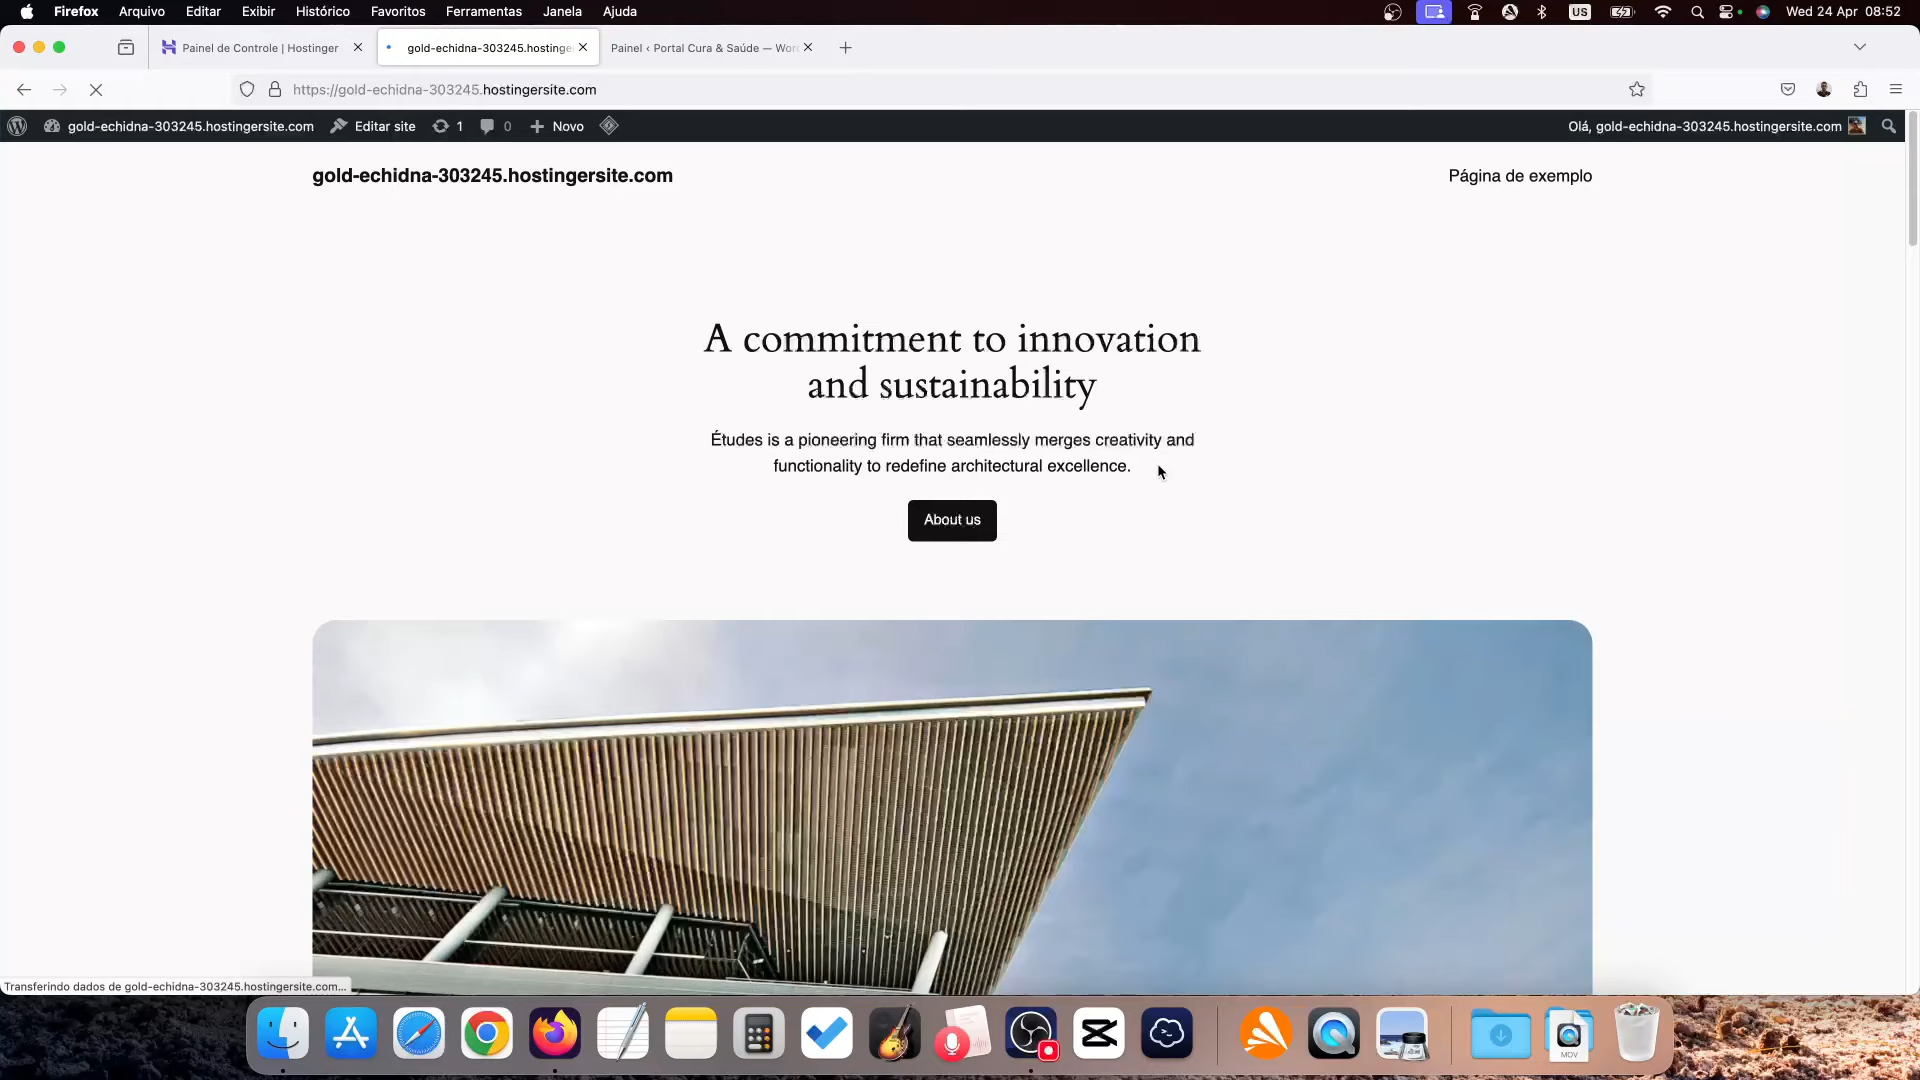 Firefox Arquivo Editar Exibir Histórico Favoritos Ferramentas Janela Ajuda US Wed 24 Apr 08:52
Painel de Controle | Hostinger
gold-echidna-303245.hostinge
Painel ‹ Portal Cura & Saúde — Wor
https://gold-echidna-303245.hostingersite.com
gold-echidna-303245.hostingersite.com Editar site 1 0 Novo Olá, gold-echidna-303245.hostingersite.com
gold-echidna-303245.hostingersite.com Página de exemplo
A commitment to innovation
and sustainability
Études is a pioneering firm that seamlessly merges creativity and
functionality to redefine architectural excellence.
About us
Transferindo dados de gold-echidna-303245.hostingersite.com...
MOV